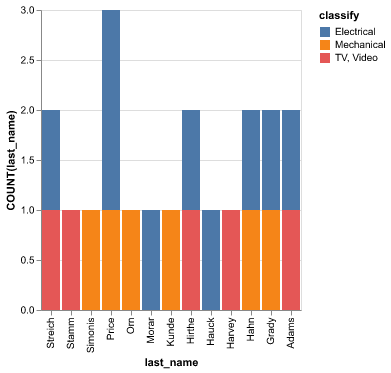 classify
Electrical
Mechanical
TV, Video
COUNT(last_name)
3.0
2.5
2.0
1.5
1.0
0.5
0.0
Streich
Stamm
Simonis
Price
Orn
Morar
Kunde
Hirthe
Hauck
Harvey
Hahn
Grady
Adams
last_name